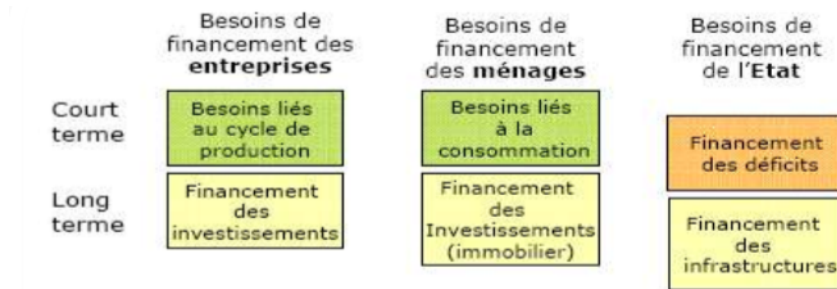 Besoins de
financement des
entreprises
Besoins de
financement
des ménages
Besoins de
financement
de l'Etat
Court
terme
Besoins liés
au cycle de
production
Besoins liés
à la
consommation
Financement
des déficits
Long
terme
Financement
des
investissements
Financement
des
Investissements
(immobilier)
Financement
des
infrastructures